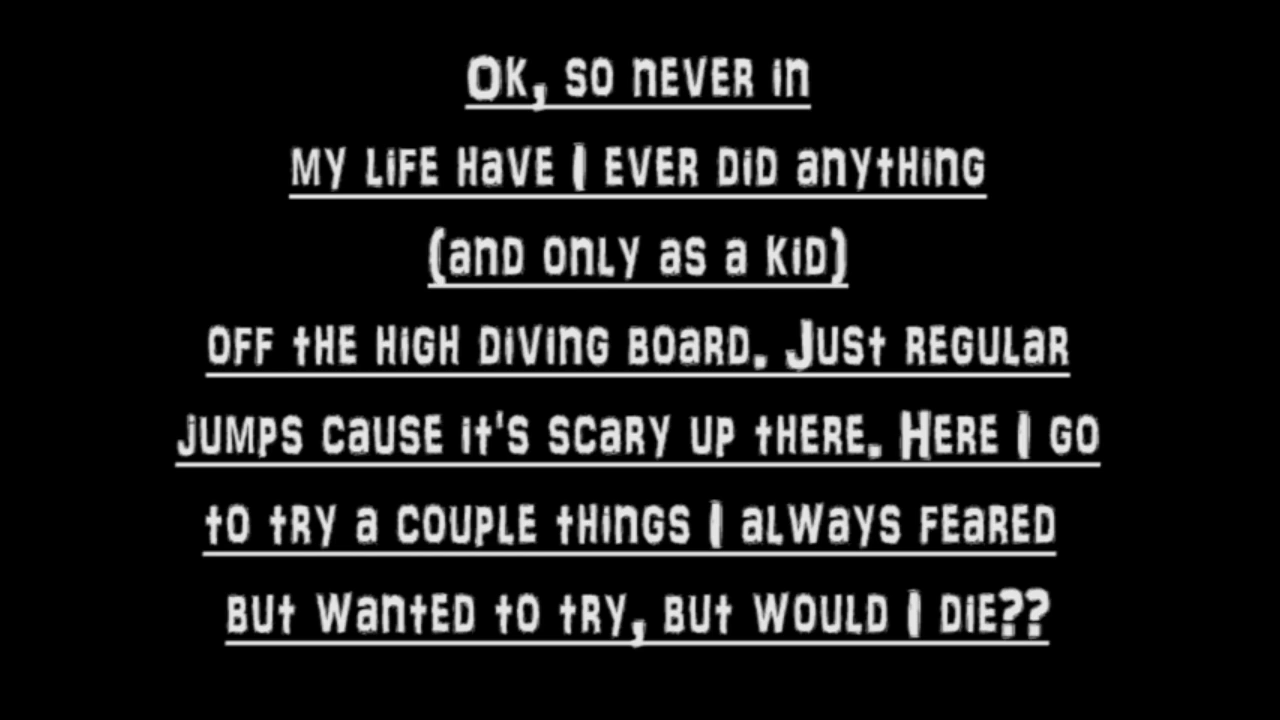 Ok, so never in
my life have I ever did anything
(and only as a kid)
off the high diving board. Just regular
jumps cause it's scary up there. Here I go
to try a couple things I always feared
but wanted to try, but would I die??